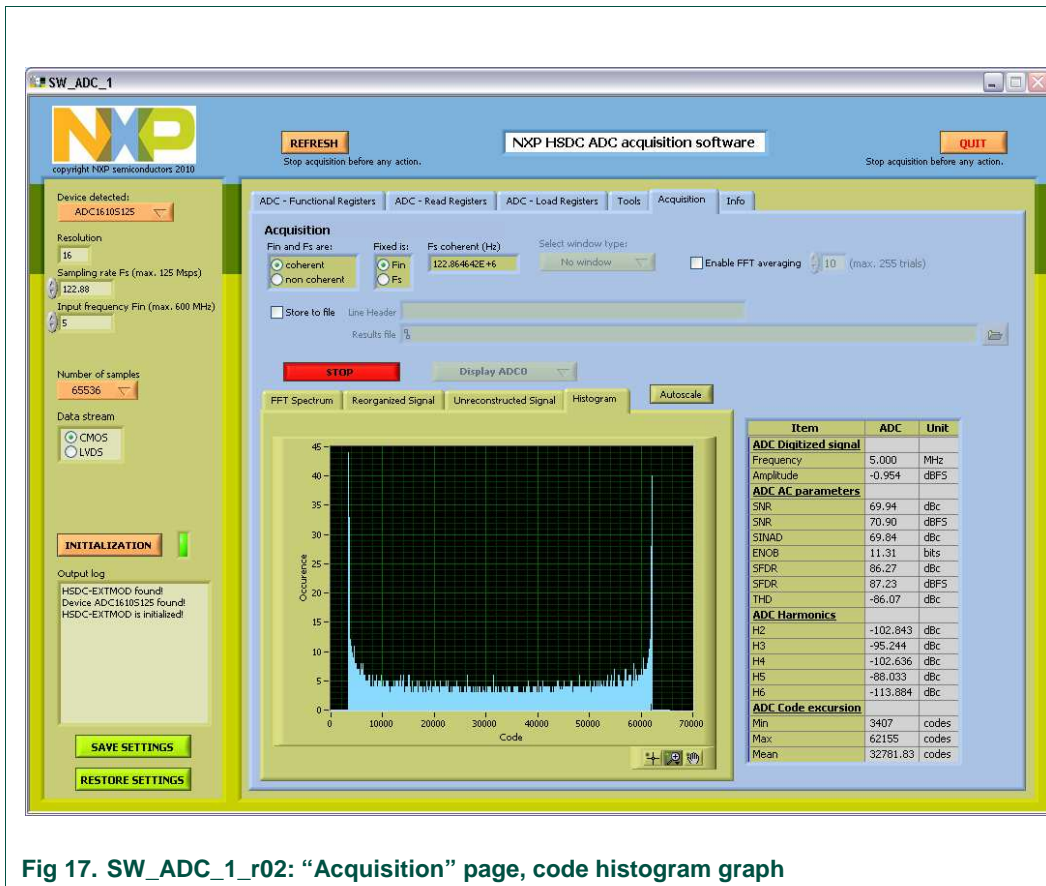 SW_ADC_1
NXP
copyright NXP semiconductors 2010
REFRESH
Stop acquisition before any action.
NXP HSDC ADC acquisition software
QUIT
Stop acquisition before any action.
Device detected:
ADC1610S125
Resolution
16
Sampling rate Fs (max. 125 Msps)
122.88
Input frequency Fin (max. 600 MHz)
5
Number of samples
65536
Data stream
CMOS
LVDS
INITIALIZATION
Output log
HSDC-EXTMOD found!
Device ADC1610S125 found!
HSDC-EXTMOD is initialized!
SAVE SETTINGS
RESTORE SETTINGS
ADC - Functional Registers ADC - Read Registers ADC - Load Registers Tools Acquisition Info
Acquisition
Fin and Fs are: Fixed is: Fs coherent (Hz) Select window type:
coherent Fin 122.864642E+6 No window Enable FFT averaging 10 (max. 255 trials)
non coherent Fs
Store to file Line Header
Results file %
STOP Display ADC0
FFT Spectrum Reorganized Signal Unreconstructed Signal Histogram Autoscale
45
40
35
30
25
20
15
10
5
0
Occurence
0 10000 20000 30000 40000 50000 60000 70000
Code
Item ADC Unit
ADC Digitized signal
Frequency 5.000 MHz
Amplitude -0.954 dBFS
ADC AC parameters
SNR 69.94 dBc
SNR 70.90 dBFS
SINAD 69.84 dBc
ENOB 11.31 bits
SFDR 86.27 dBc
SFDR 87.23 dBFS
THD -86.07 dBc
ADC Harmonics
H2 -102.843 dBc
H3 -95.244 dBc
H4 -102.636 dBc
H5 -88.033 dBc
H6 -113.884 dBc
ADC Code excursion
Min 3407 codes
Max 62155 codes
Mean 32781.83 codes
Fig 17. SW_ADC_1_r02: “Acquisition” page, code histogram graph